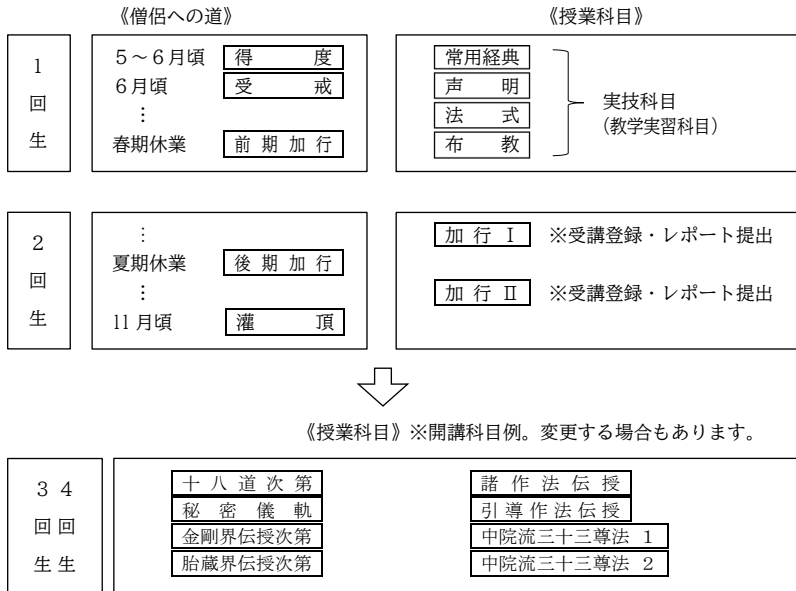 《僧侶への道》 《授業科目》
1回生
5～6月頃 得度
6月頃 受戒
⋮
春期休業 前期加行
常用経典
声明
法式
布教
実技科目
（教学実習科目）
2回生
⋮
夏期休業 後期加行
⋮
11月頃 灌頂
加行Ⅰ ※受講登録・レポート提出
加行Ⅱ ※受講登録・レポート提出
《授業科目》※開講科目例。変更する場合もあります。
3回生
4回生
十八道次第
秘密儀軌
金剛界伝授次第
胎蔵界伝授次第
諸作法伝授
引導作法伝授
中院流三十三尊法 1
中院流三十三尊法 2